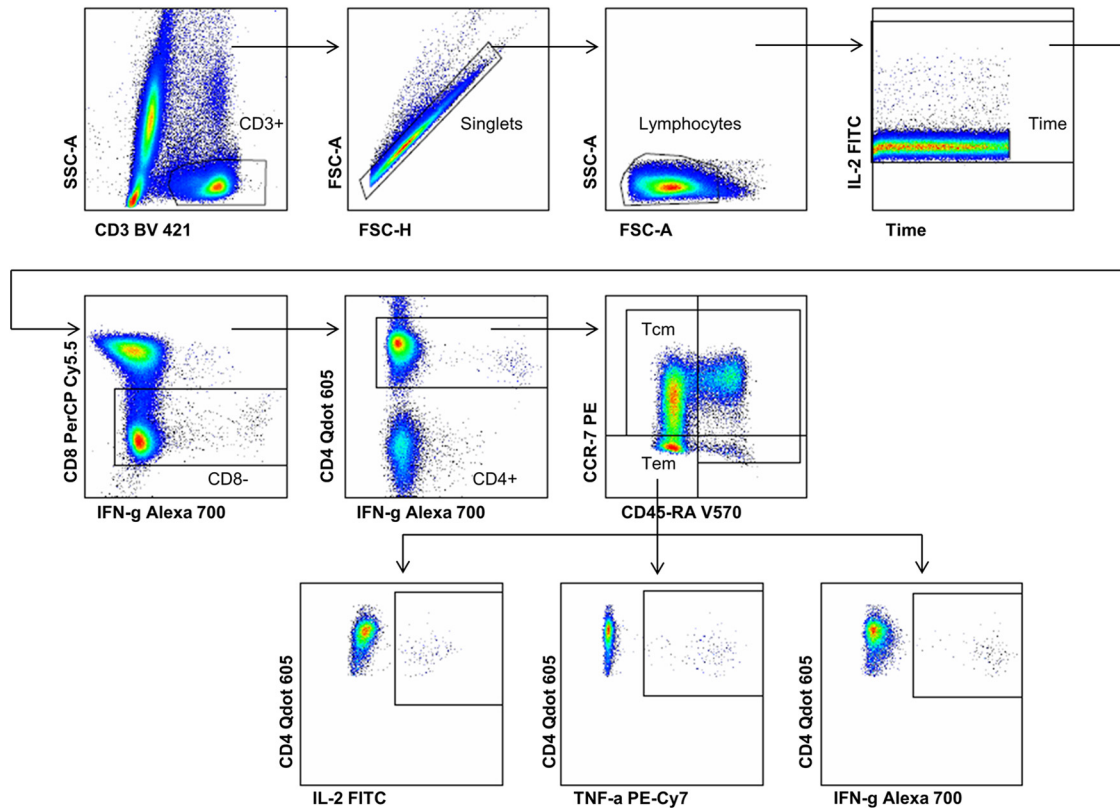 SSC-A
CD3+
CD3 BV 421
FSC-A
Singlets
FSC-H
SSC-A
Lymphocytes
FSC-A
IL-2 FITC
Time
Time
CD8 PerCP Cy5.5
CD8-
IFN-g Alexa 700
CD4 Qdot 605
CD4+
IFN-g Alexa 700
CCR-7 PE
Tcm
Tem
CD45-RA V570
CD4 Qdot 605
IL-2 FITC
CD4 Qdot 605
TNF-a PE-Cy7
CD4 Qdot 605
IFN-g Alexa 700